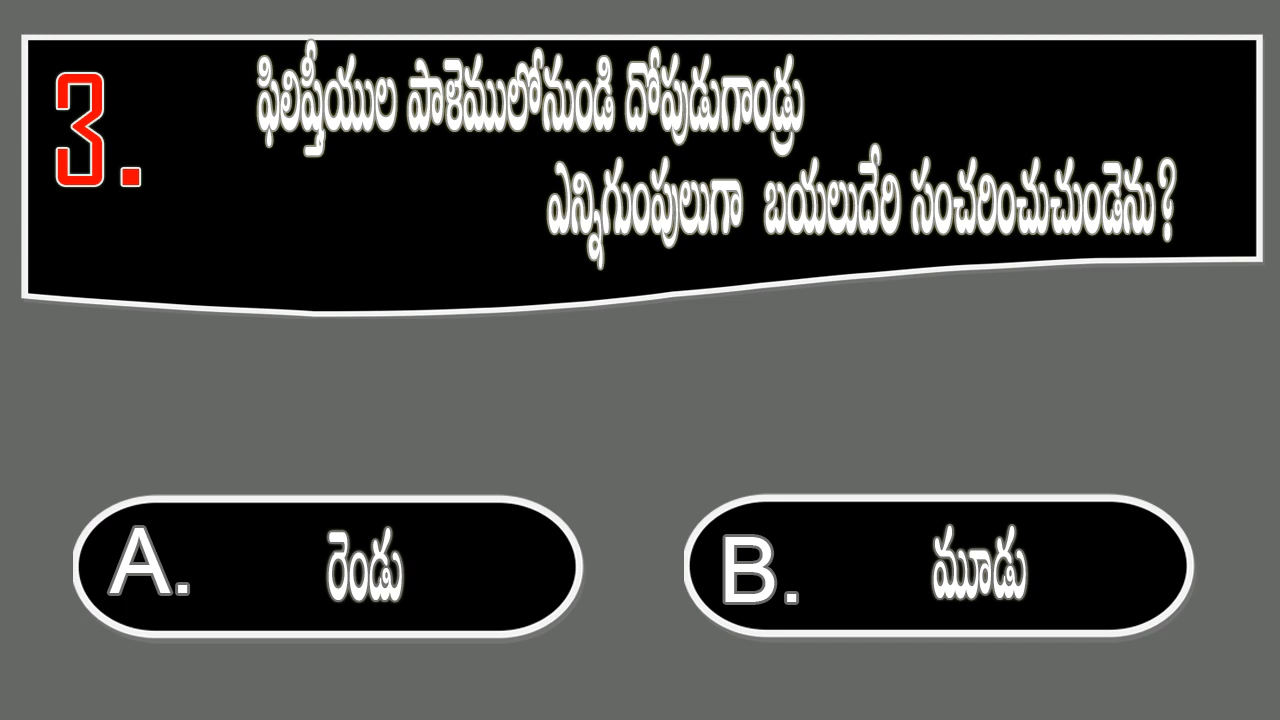 3. ఫిలిష్తీయుల పాళెములోనుండి దోపుడుగాండ్రు
ఎన్నిగుంపులుగా బయలుదేరి సంచరించుచుండెను?
A. రెండు
B. మూడు